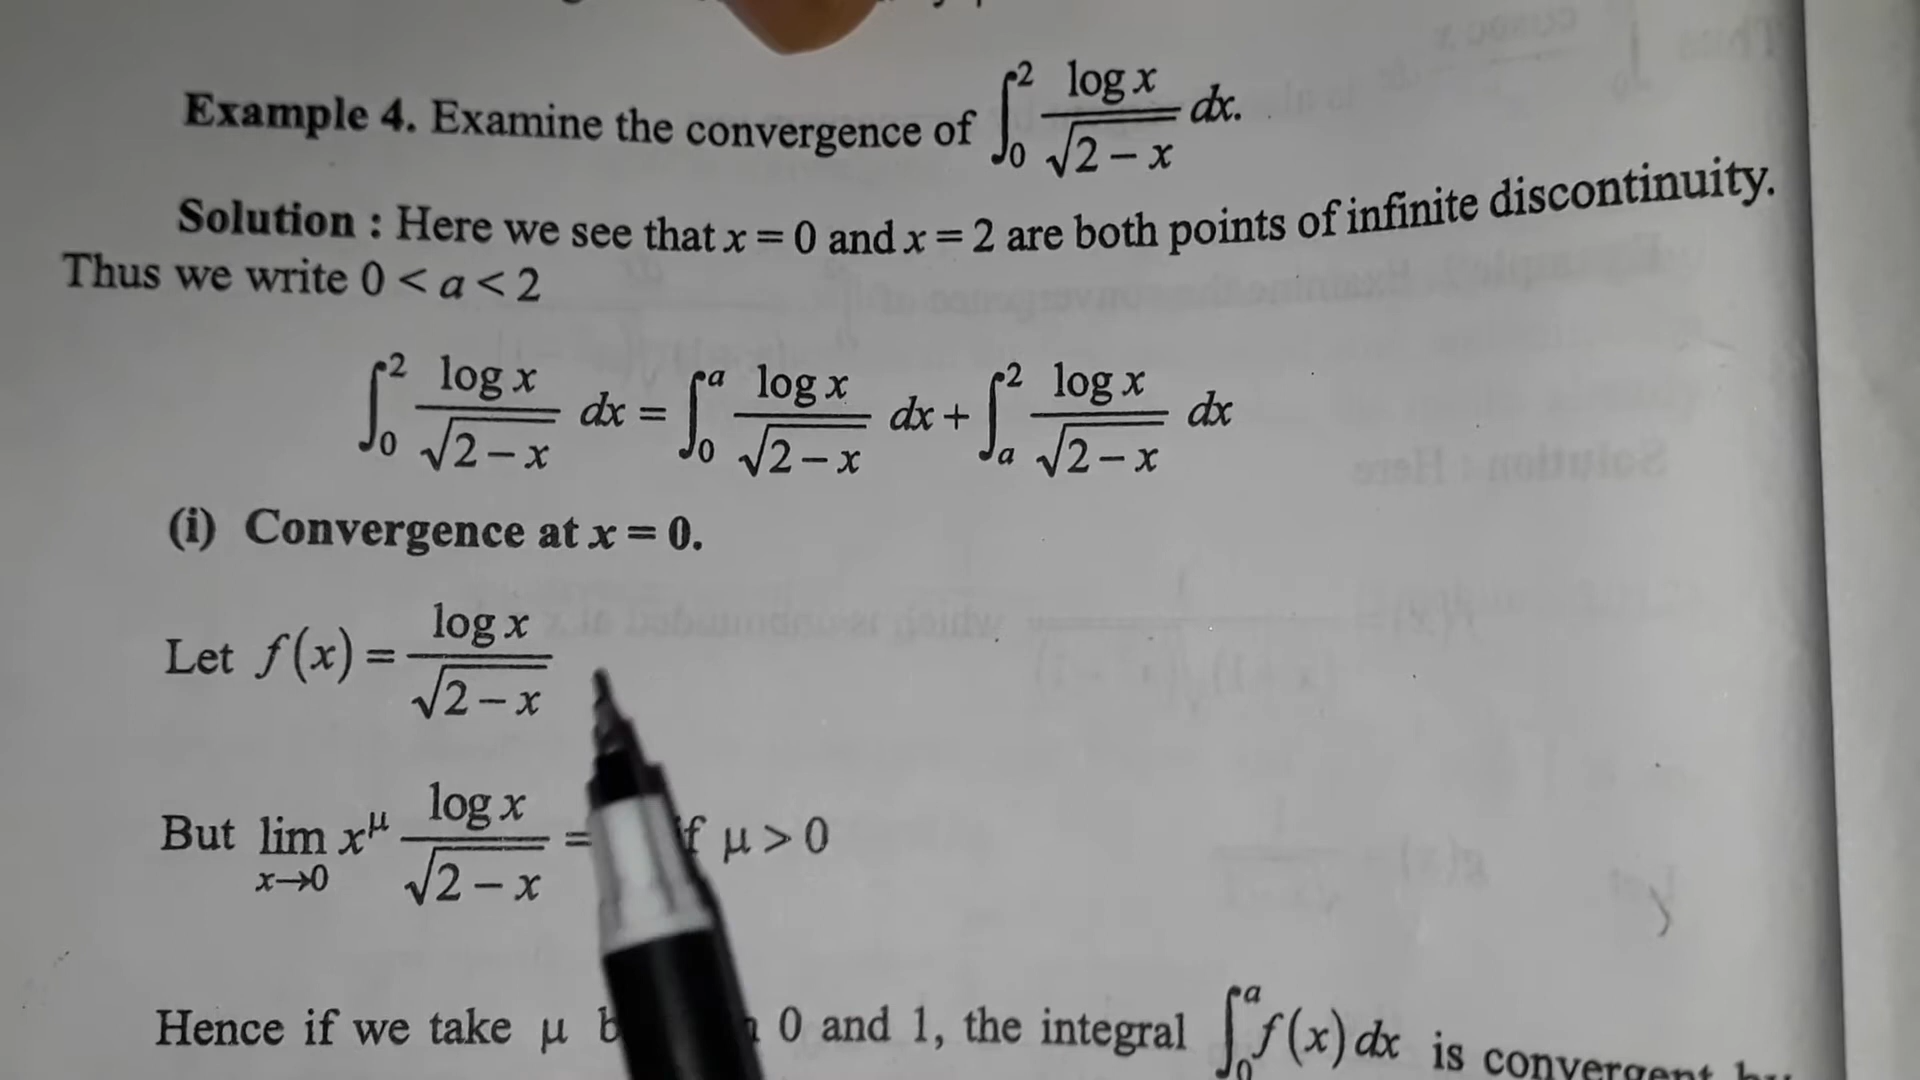 Example 4. Examine the convergence of ∫₀² log x / √(2 – x) dx.
Solution : Here we see that x = 0 and x = 2 are both points of infinite discontinuity.
Thus we write 0 < a < 2
∫₀² log x / √(2 – x) dx = ∫₀ᵃ log x / √(2 – x) dx + ∫ₐ² log x / √(2 – x) dx
(i) Convergence at x = 0.
Let f(x) = log x / √(2 – x)
But lim x→0 x^μ log x / √(2 – x) = if μ > 0
Hence if we take μ 0 and 1, the integral ∫₀ᵃ f(x) dx is convergent by